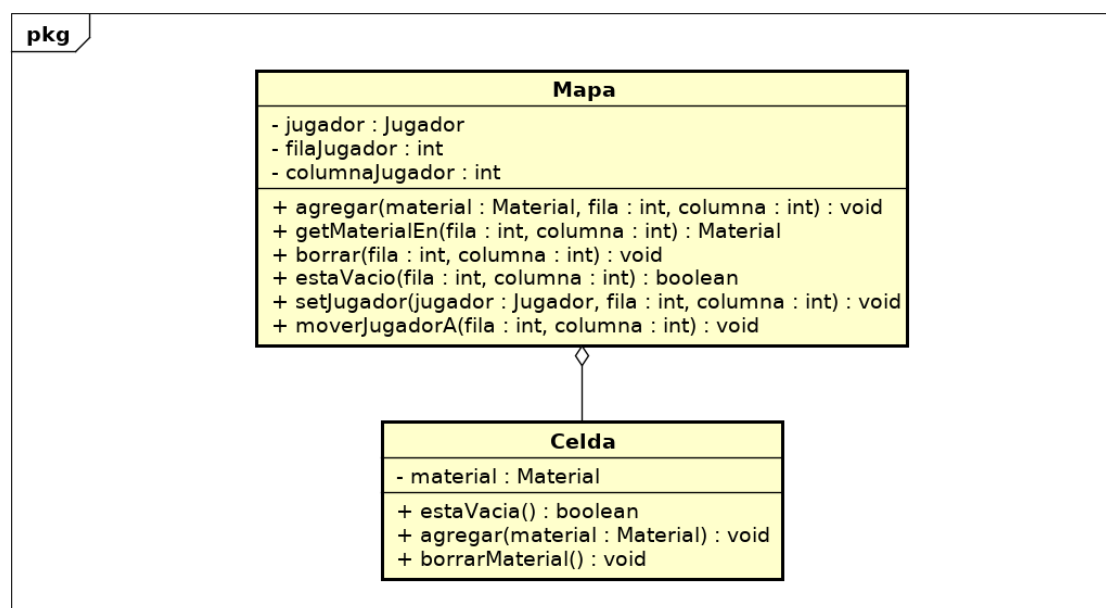 pkg
Mapa
- jugador : Jugador
- filaJugador : int
- columnaJugador : int
+ agregar(material : Material, fila : int, columna : int) : void
+ getMaterialEn(fila : int, columna : int) : Material
+ borrar(fila : int, columna : int) : void
+ estaVacio(fila : int, columna : int) : boolean
+ setJugador(jugador : Jugador, fila : int, columna : int) : void
+ moverJugadorA(fila : int, columna : int) : void
Celda
- material : Material
+ estaVacia() : boolean
+ agregar(material : Material) : void
+ borrarMaterial() : void